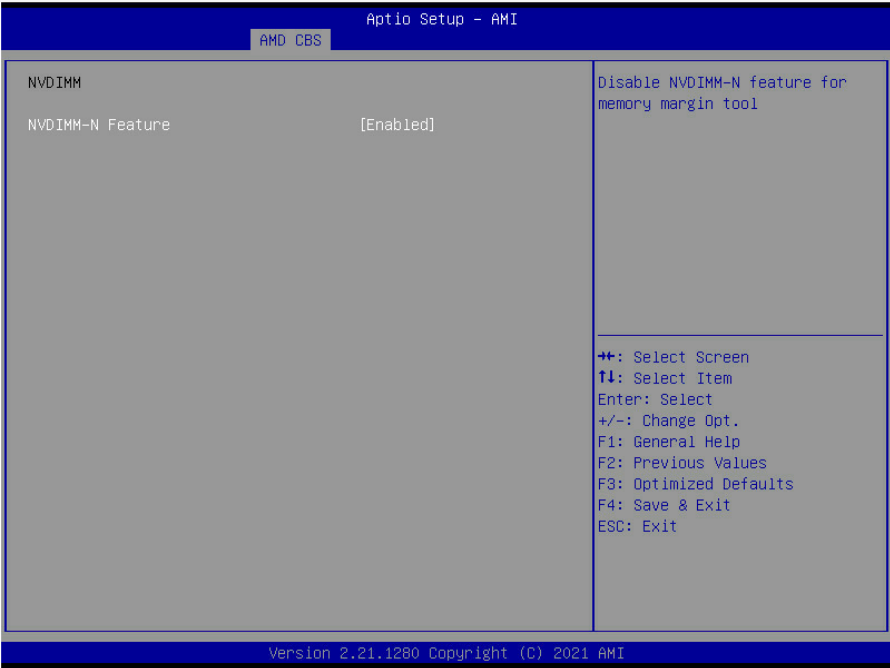 Aptio Setup - AMI
AMD CBS
NVDIMM
NVDIMM-N Feature [Enabled]
Disable NVDIMM-N feature for
memory margin tool
→←: Select Screen
↑↓: Select Item
Enter: Select
+/-: Change Opt.
F1: General Help
F2: Previous Values
F3: Optimized Defaults
F4: Save & Exit
ESC: Exit
Version 2.21.1280 Copyright (C) 2021 AMI